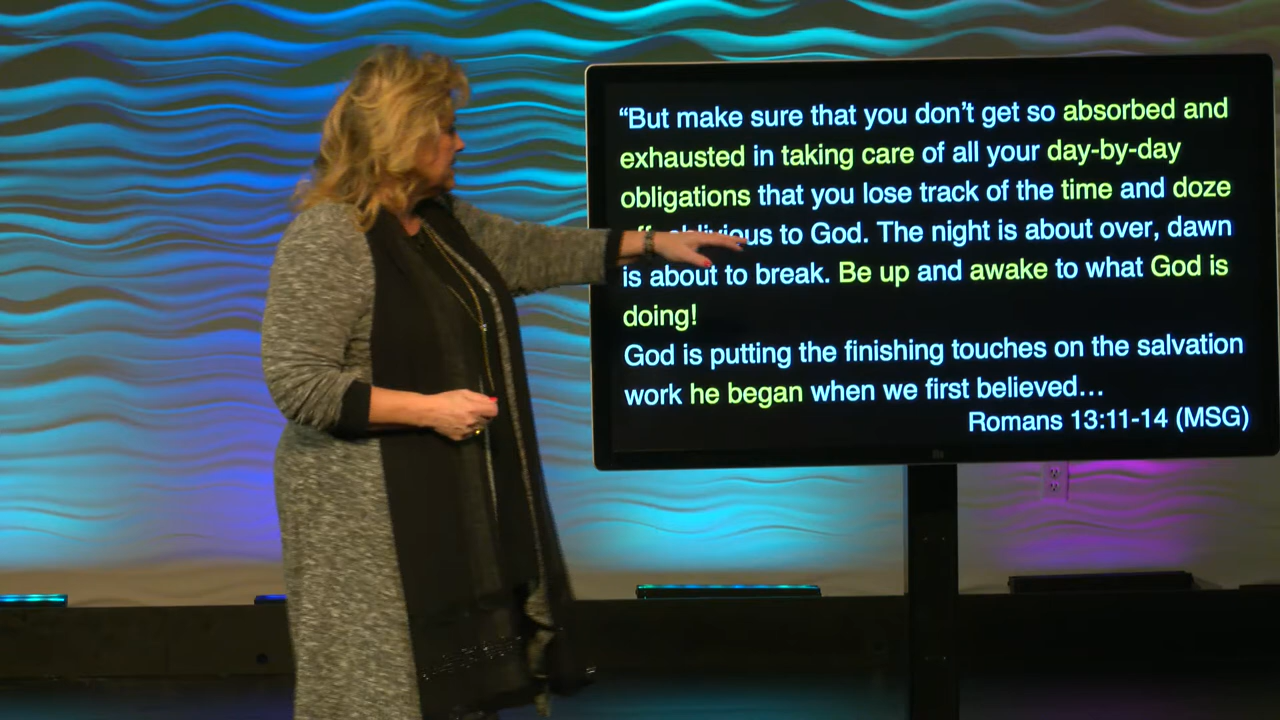 “But make sure that you don’t get so absorbed and
exhausted in taking care of all your day-by-day
obligations that you lose track of the time and doze
off, oblivious to God. The night is about over, dawn
is about to break. Be up and awake to what God is
doing!
God is putting the finishing touches on the salvation
work he began when we first believed…
Romans 13:11-14 (MSG)